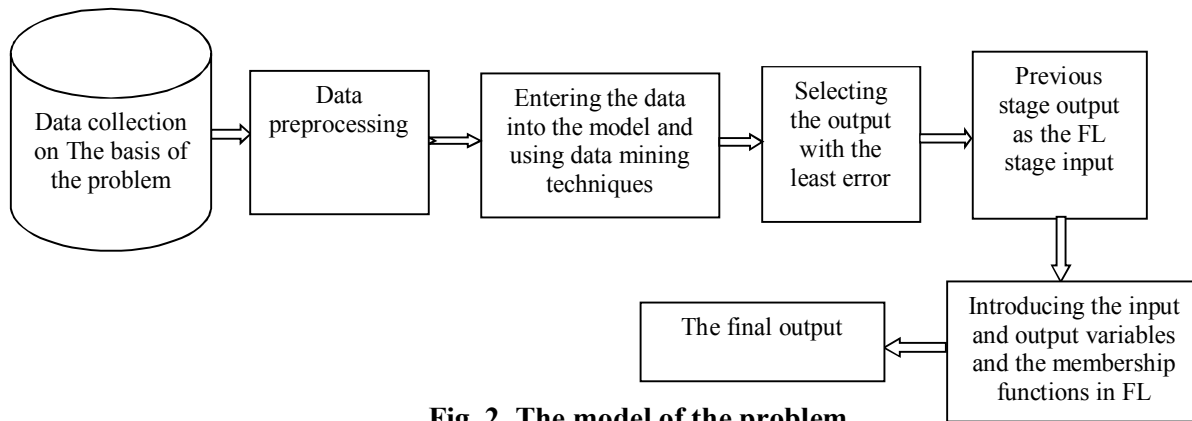 Data collection
on The basis of
the problem
Data
preprocessing
Entering the data
into the model and
using data mining
techniques
Selecting
the output
with the
least error
Previous
stage output
as the FL
stage input
Introducing the input
and output variables
and the membership
functions in FL
The final output
Fig. 2. The model of the problem